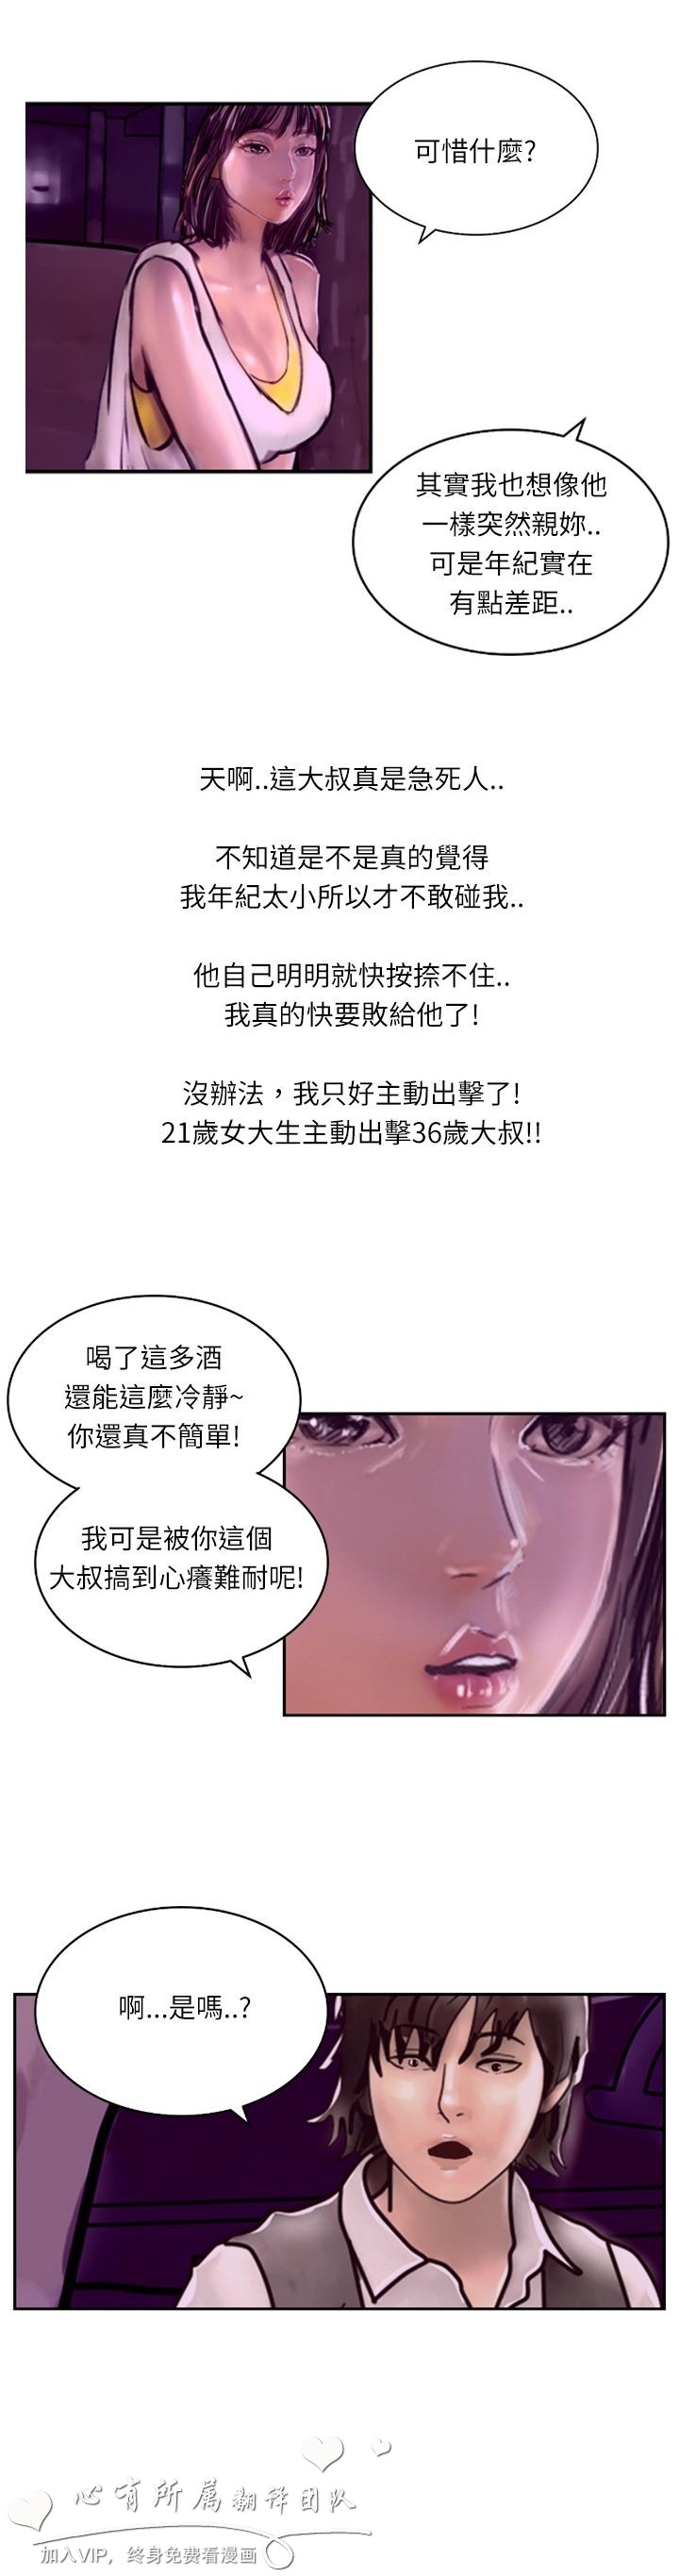 可惜什麼?
其實我也想像他
一樣突然親妳..
可是年紀實在
有點差距..
天啊..這大叔真是急死人..
不知道是不是真的覺得
我年紀太小所以才不敢碰我..
他自己明明就快按捺不住..
我真的快要敗給他了!
沒辦法，我只好主動出擊了!
21歲女大生主動出擊36歲大叔!!
喝了這多酒
還能這麼冷靜~
你還真不簡單!
我可是被你這個
大叔搞到心癢難耐呢!
啊...是嗎..?
心有所属翻译团队
加入VIP，终身免费看漫画